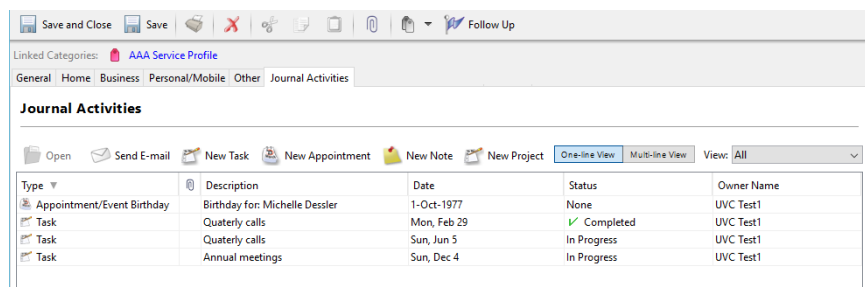 Save and Close Save Follow Up
Linked Categories: AAA Service Profile
General Home Business Personal/Mobile Other Journal Activities
Journal Activities
Open Send E-mail New Task New Appointment New Note New Project One-line View Multi-line View View: All
Type Description Date Status Owner Name
Appointment/Event Birthday Birthday for: Michelle Dessler 1-Oct-1977 None UVC Test1
Task Quaterly calls Mon, Feb 29 Completed UVC Test1
Task Quaterly calls Sun, Jun 5 In Progress UVC Test1
Task Annual meetings Sun, Dec 4 In Progress UVC Test1